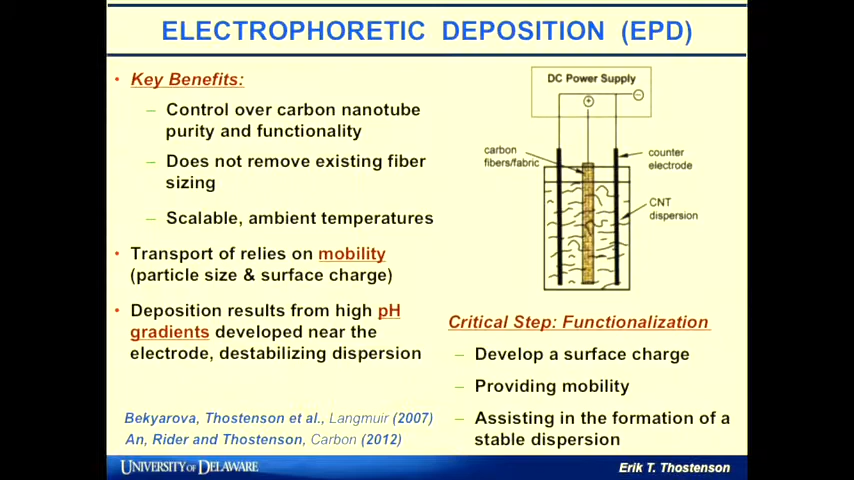 ELECTROPHORETIC DEPOSITION (EPD)
• Key Benefits:
– Control over carbon nanotube
purity and functionality
– Does not remove existing fiber
sizing
– Scalable, ambient temperatures
• Transport of relies on mobility
(particle size & surface charge)
• Deposition results from high pH
gradients developed near the
electrode, destabilizing dispersion
Bekyarova, Thostenson et al., Langmuir (2007)
An, Rider and Thostenson, Carbon (2012)
DC Power Supply
+
−
carbon
fibers/fabric
counter
electrode
CNT
dispersion
Critical Step: Functionalization
– Develop a surface charge
– Providing mobility
– Assisting in the formation of a
stable dispersion
UNIVERSITY OF DELAWARE
Erik T. Thostenson